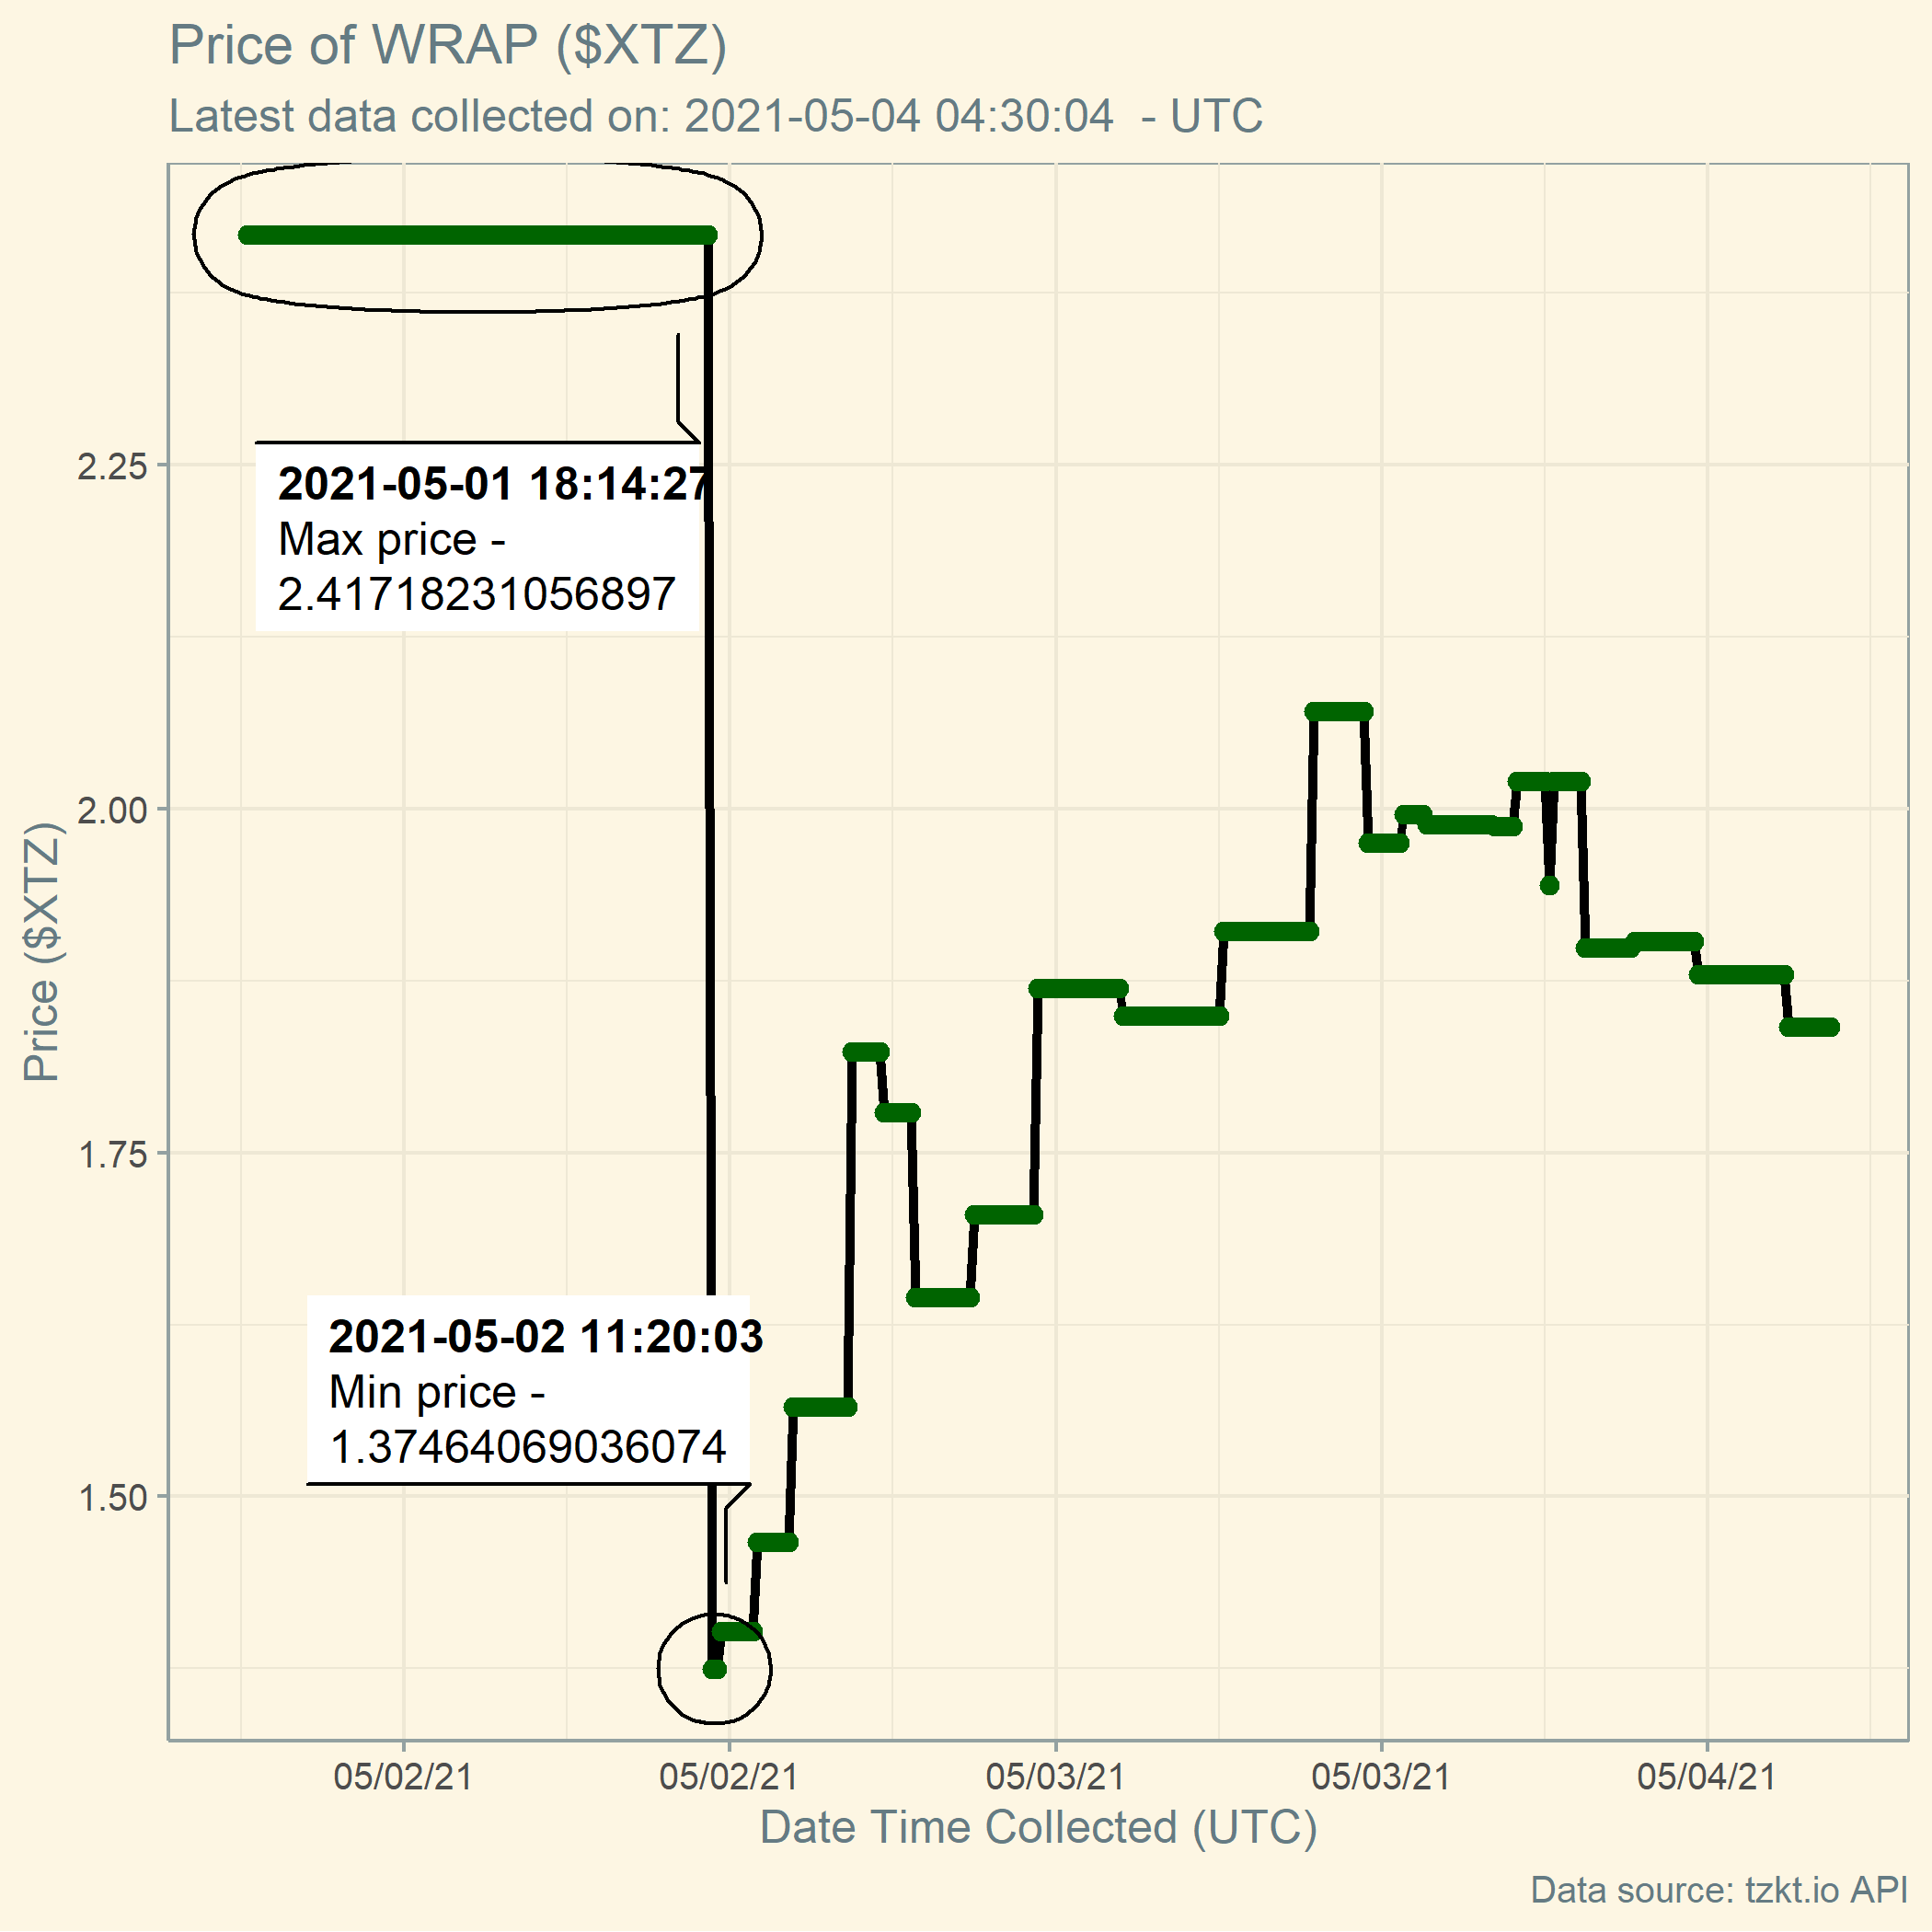 Price of WRAP ($XTZ)
Latest data collected on: 2021-05-04 04:30:04  - UTC
2.25
2.00
1.75
1.50
Price ($XTZ)
2021-05-01 18:14:27
Max price -
2.41718231056897
2021-05-02 11:20:03
Min price -
1.37464069036074
05/02/21
05/02/21
05/03/21
05/03/21
05/04/21
Date Time Collected (UTC)
Data source: tzkt.io API